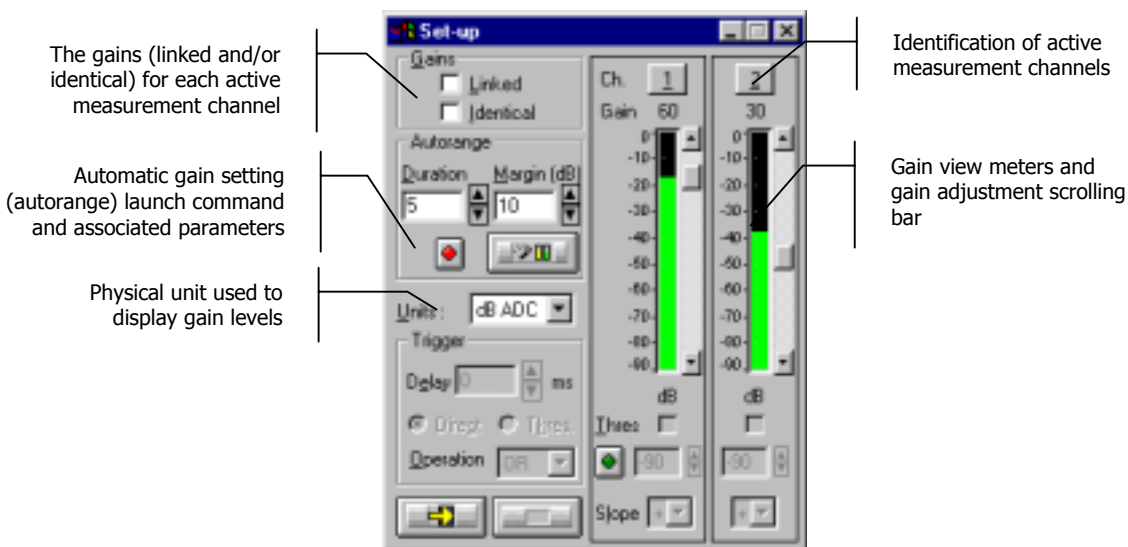 The gains (linked and/or
identical) for each active
measurement channel
Automatic gain setting
(autorange) launch command
and associated parameters
Physical unit used to
display gain levels
Set-up
Gains
Linked
Identical
Autorange
Duration Margin (dB)
5 10
Units : dB ADC
Trigger
Delay 0 ms
Direct Thres.
Operation OR
Ch. 1 2
Gain 60 30
0 0
-10 -10
-20 -20
-30 -30
-40 -40
-50 -50
-60 -60
-70 -70
-80 -80
-90 -90
dB dB
Thres
-90 -90
Slope + +
Identification of active
measurement channels
Gain view meters and
gain adjustment scrolling
bar